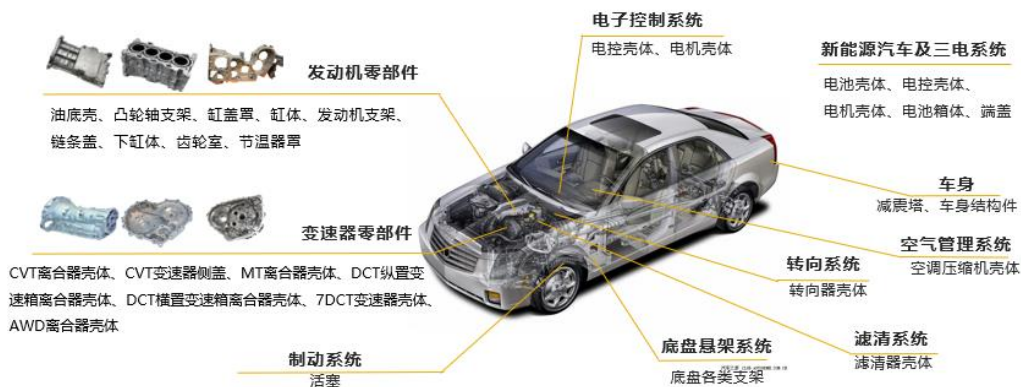 电子控制系统
电控壳体、电机壳体
新能源汽车及三电系统
电池壳体、电控壳体、
电机壳体、电池箱体、端盖
发动机零部件
油底壳、凸轮轴支架、缸盖罩、缸体、发动机支架、
链条盖、下缸体、齿轮室、节温器罩
车身
减震塔、车身结构件
变速器零部件
CVT离合器壳体、CVT变速器侧盖、MT离合器壳体、DCT纵置变
速箱离合器壳体、DCT横置变速箱离合器壳体、7DCT变速器壳体、
AWD离合器壳体
空气管理系统
空调压缩机壳体
转向系统
转向器壳体
滤清系统
滤清器壳体
底盘悬架系统
底盘各类支架
制动系统
活塞